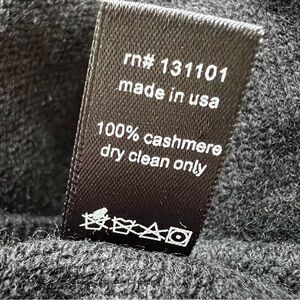 rn# 131101
made in usa
100% cashmere
dry clean only